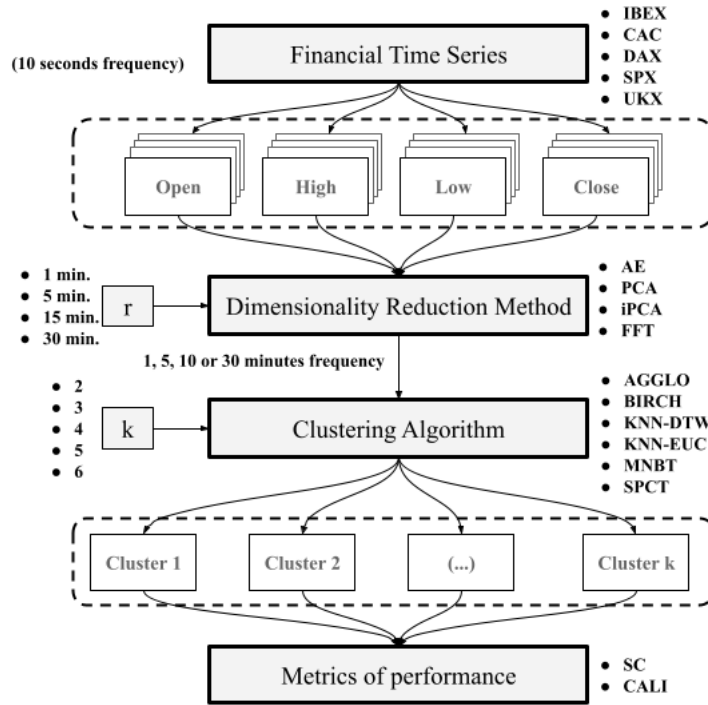 Financial Time Series
(10 seconds frequency)
● IBEX
● CAC
● DAX
● SPX
● UKX
Open
High
Low
Close
● 1 min.
● 5 min.
● 15 min.
● 30 min.
r
Dimensionality Reduction Method
● AE
● PCA
● iPCA
● FFT
1, 5, 10 or 30 minutes frequency
● 2
● 3
● 4
● 5
● 6
k
Clustering Algorithm
● AGGLO
● BIRCH
● KNN-DTW
● KNN-EUC
● MNBT
● SPCT
Cluster 1
Cluster 2
(...)
Cluster k
Metrics of performance
● SC
● CALI